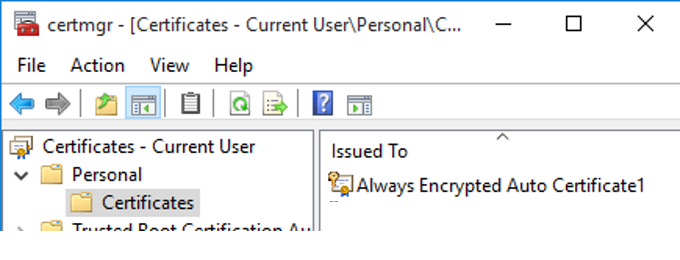 certmgr - [Certificates - Current User\Personal\C...
File Action View Help
Certificates - Current User
Personal
Certificates
Trusted Root Certification Au
Issued To
Always Encrypted Auto Certificate1